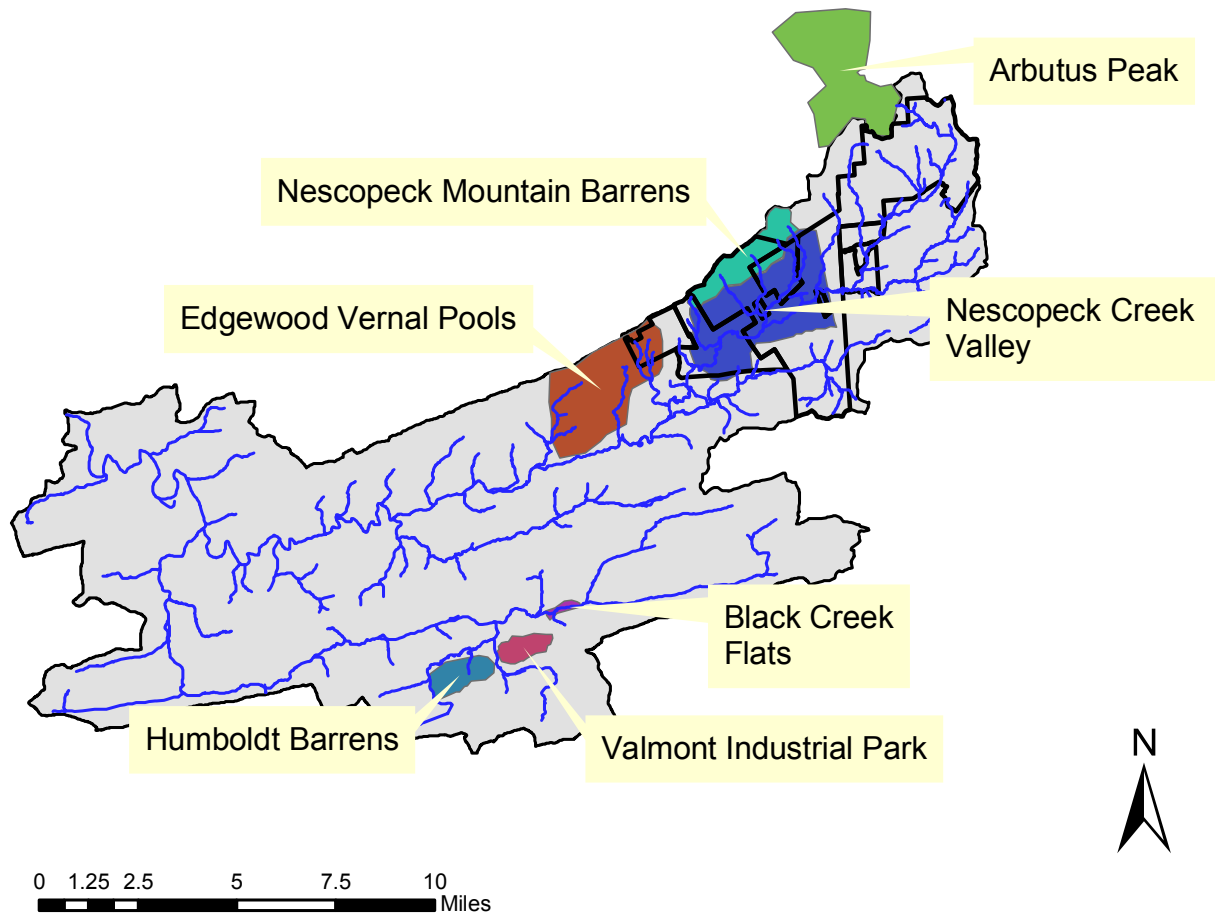 Arbutus Peak
Nescopeck Mountain Barrens
Edgewood Vernal Pools
Nescopeck Creek
Valley
Black Creek
Flats
Humboldt Barrens
Valmont Industrial Park
N
0 1.25 2.5 5 7.5 10
Miles